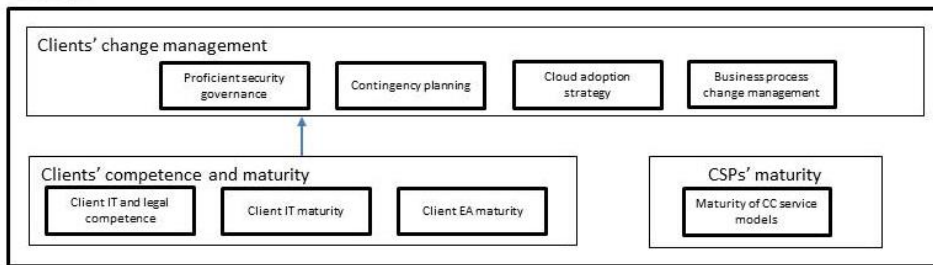 Clients' change management
Proficient security
governance
Contingency planning
Cloud adoption
strategy
Business process
change management
Clients' competence and maturity
Client IT and legal
competence
Client IT maturity
Client EA maturity
CSPs' maturity
Maturity of CC service
models